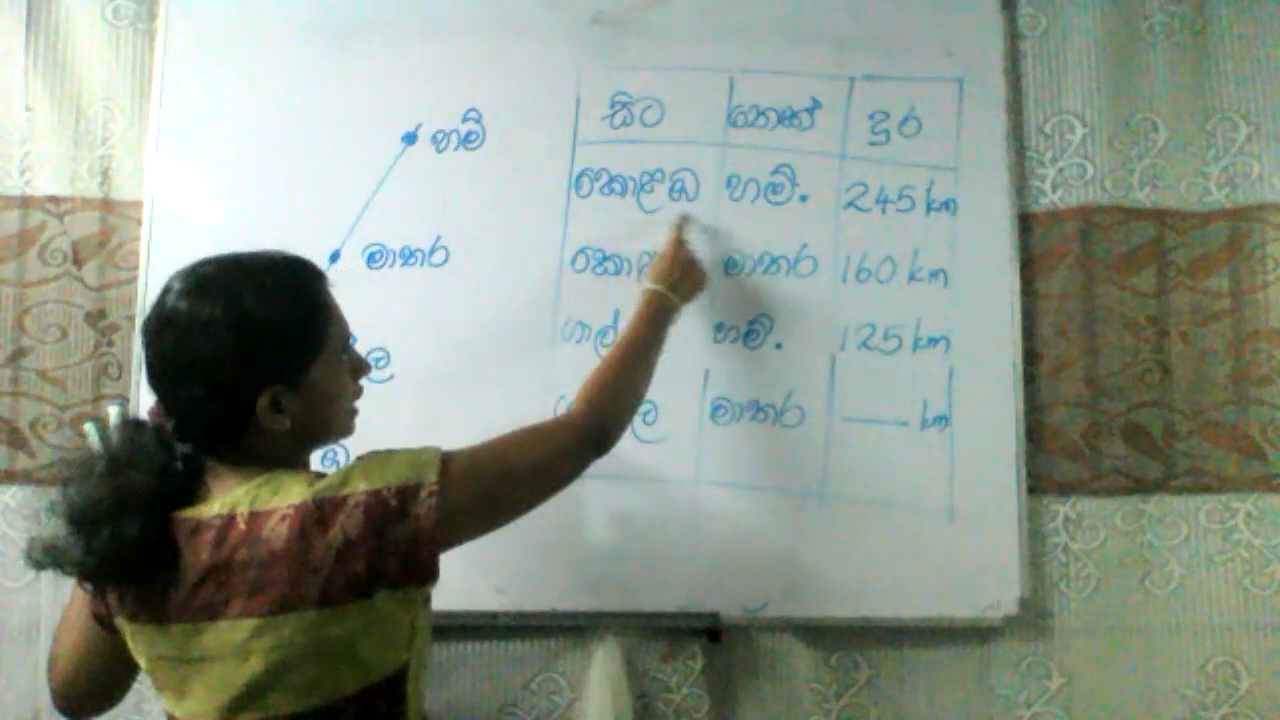 හම්
මාතර
සිට තෙක් දුර
කොළඹ හම්. 245 km
මාතර 160 km
හම්. 125 km
මාතර — km